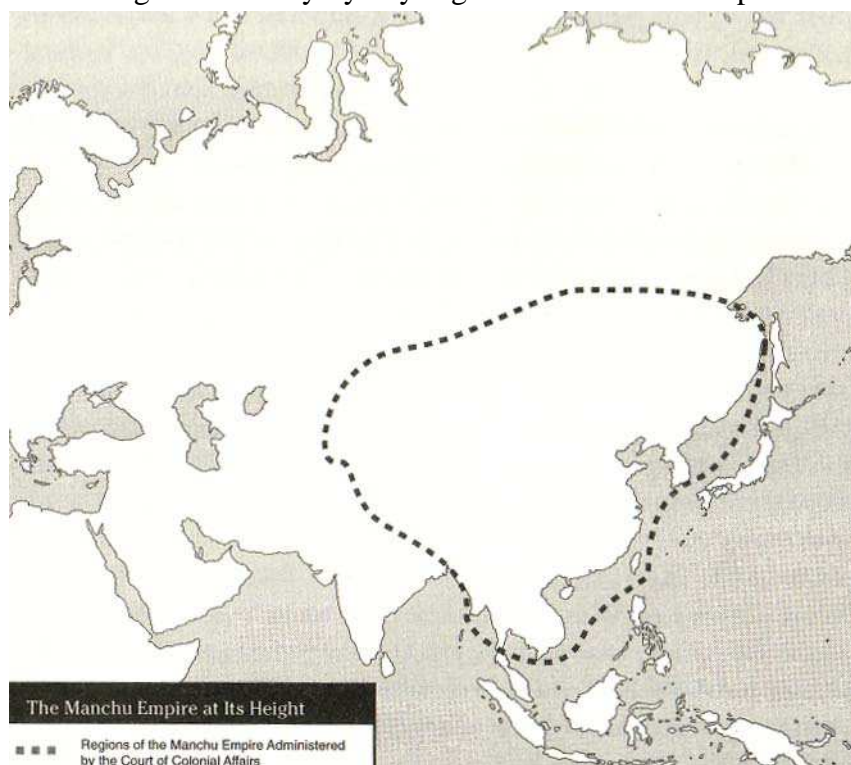 The Manchu Empire at Its Height
Regions of the Manchu Empire Administered
by the Court of Colonial Affairs